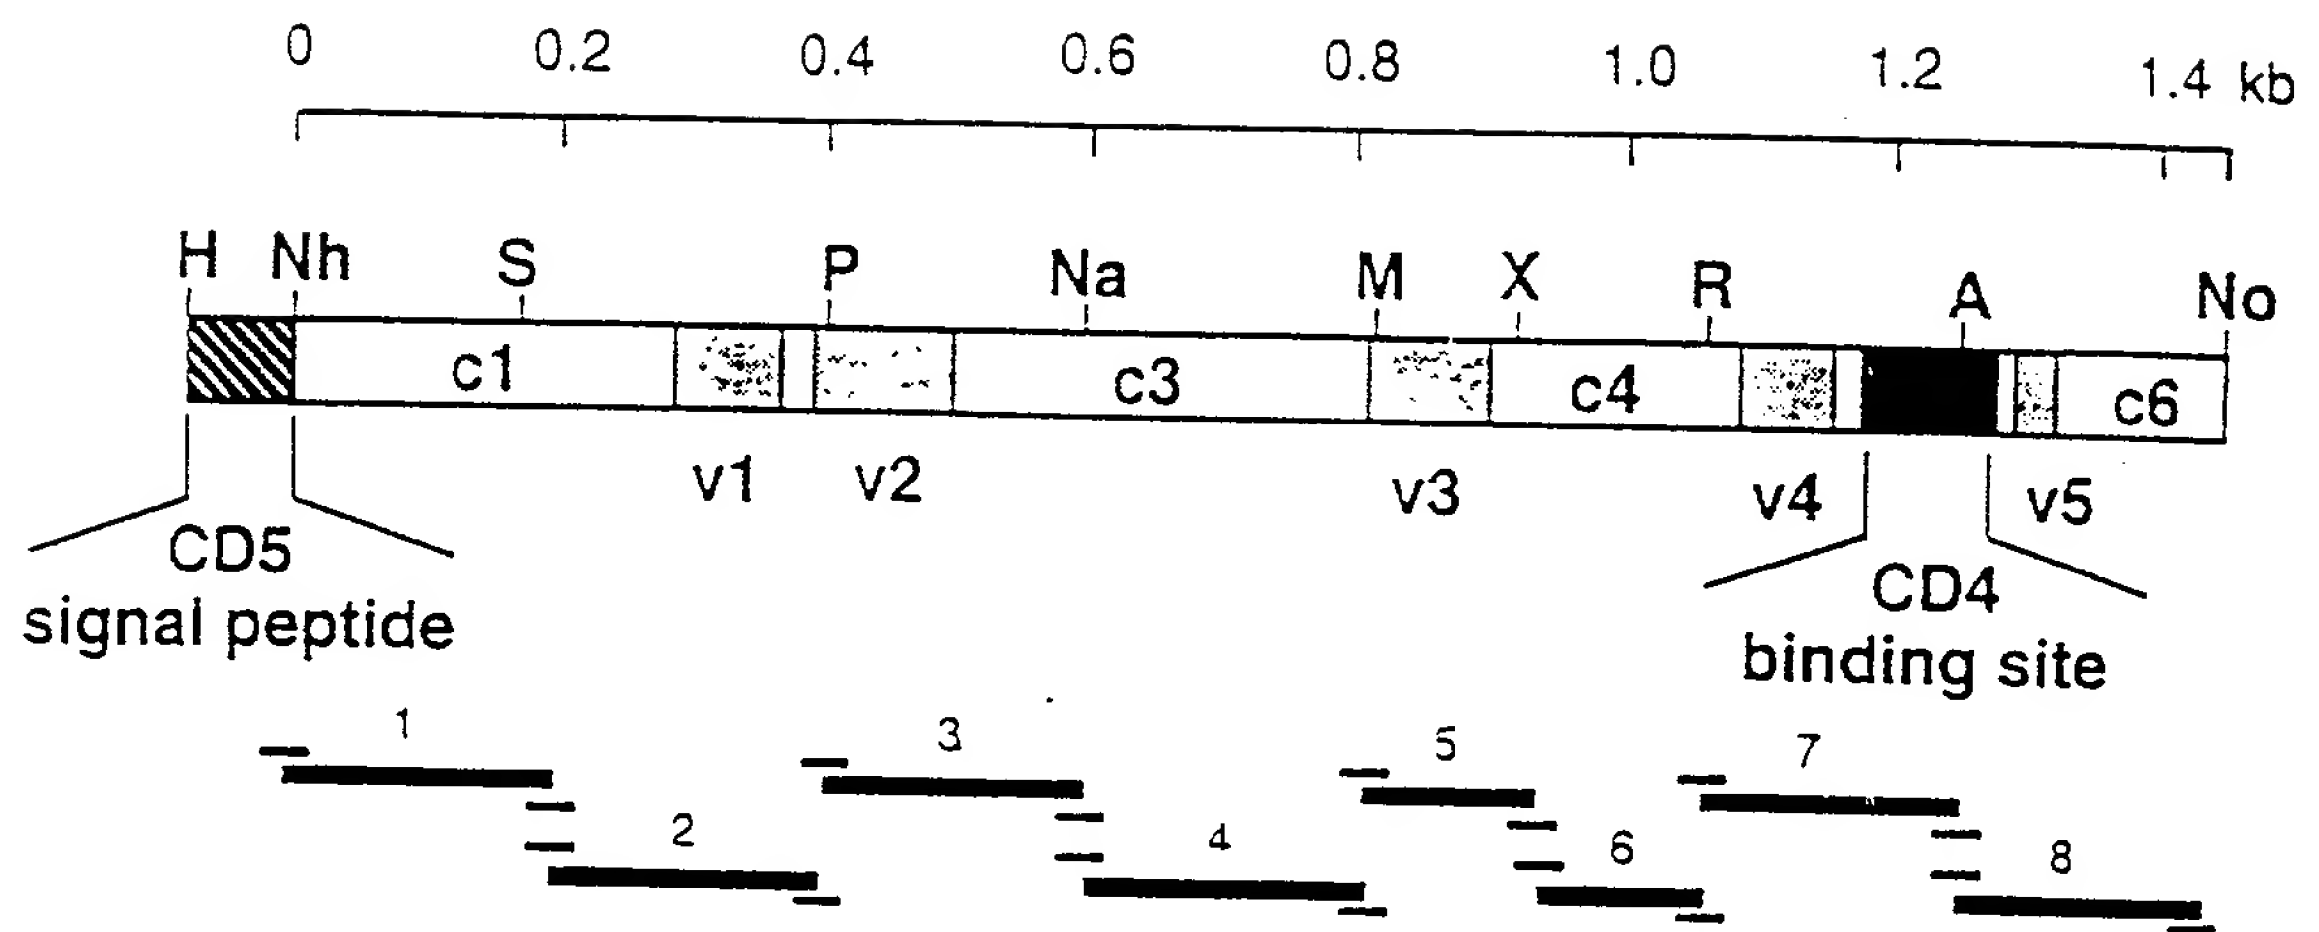 0 0.2 0.4 0.6 0.8 1.0 1.2 1.4 kb
H Nh S P Na M X R A No
c1 c3 c4 c6
v1 v2 v3 v4 v5
CD5
signal peptide
CD4
binding site
1 3 5 7
2 4 6 8